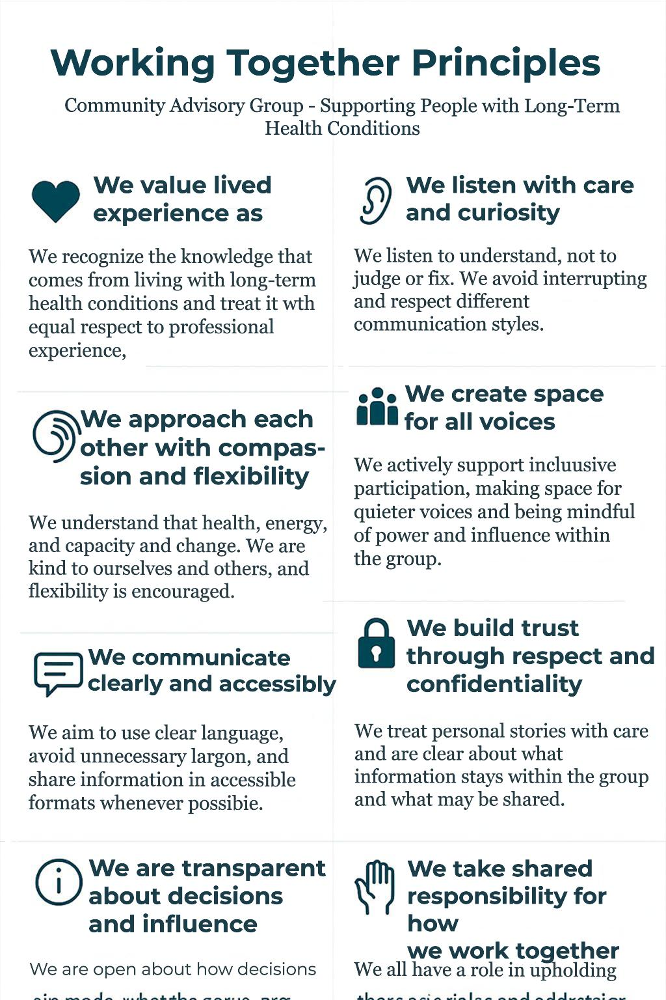 Working Together Principles
Community Advisory Group - Supporting People with Long-Term
Health Conditions
We value lived
experience as
We recognize the knowledge that
comes from living with long-term
health conditions and treat it wth
equal respect to professional
experience,
We listen with care
and curiosity
We listen to understand, not to
judge or fix. We avoid interrupting
and respect different
communication styles.
We approach each
other with compas-
sion and flexibility
We understand that health, energy,
and capacity and change. We are
kind to ourselves and others, and
flexibility is encouraged.
We create space
for all voices
We actively support incluusive
participation, making space for
quieter voices and being mindful
of power and influence within
the group.
We communicate
clearly and accessibly
We aim to use clear language,
avoid unnecessary largon, and
share information in accessible
formats whenever possibie.
We build trust
through respect and
confidentiality
We treat personal stories with care
and are clear about what
information stays within the group
and what may be shared.
We are transparent
about decisions
and influence
We are open about how decisions
We take shared
responsibility for
how
we work together
We all have a role in upholding